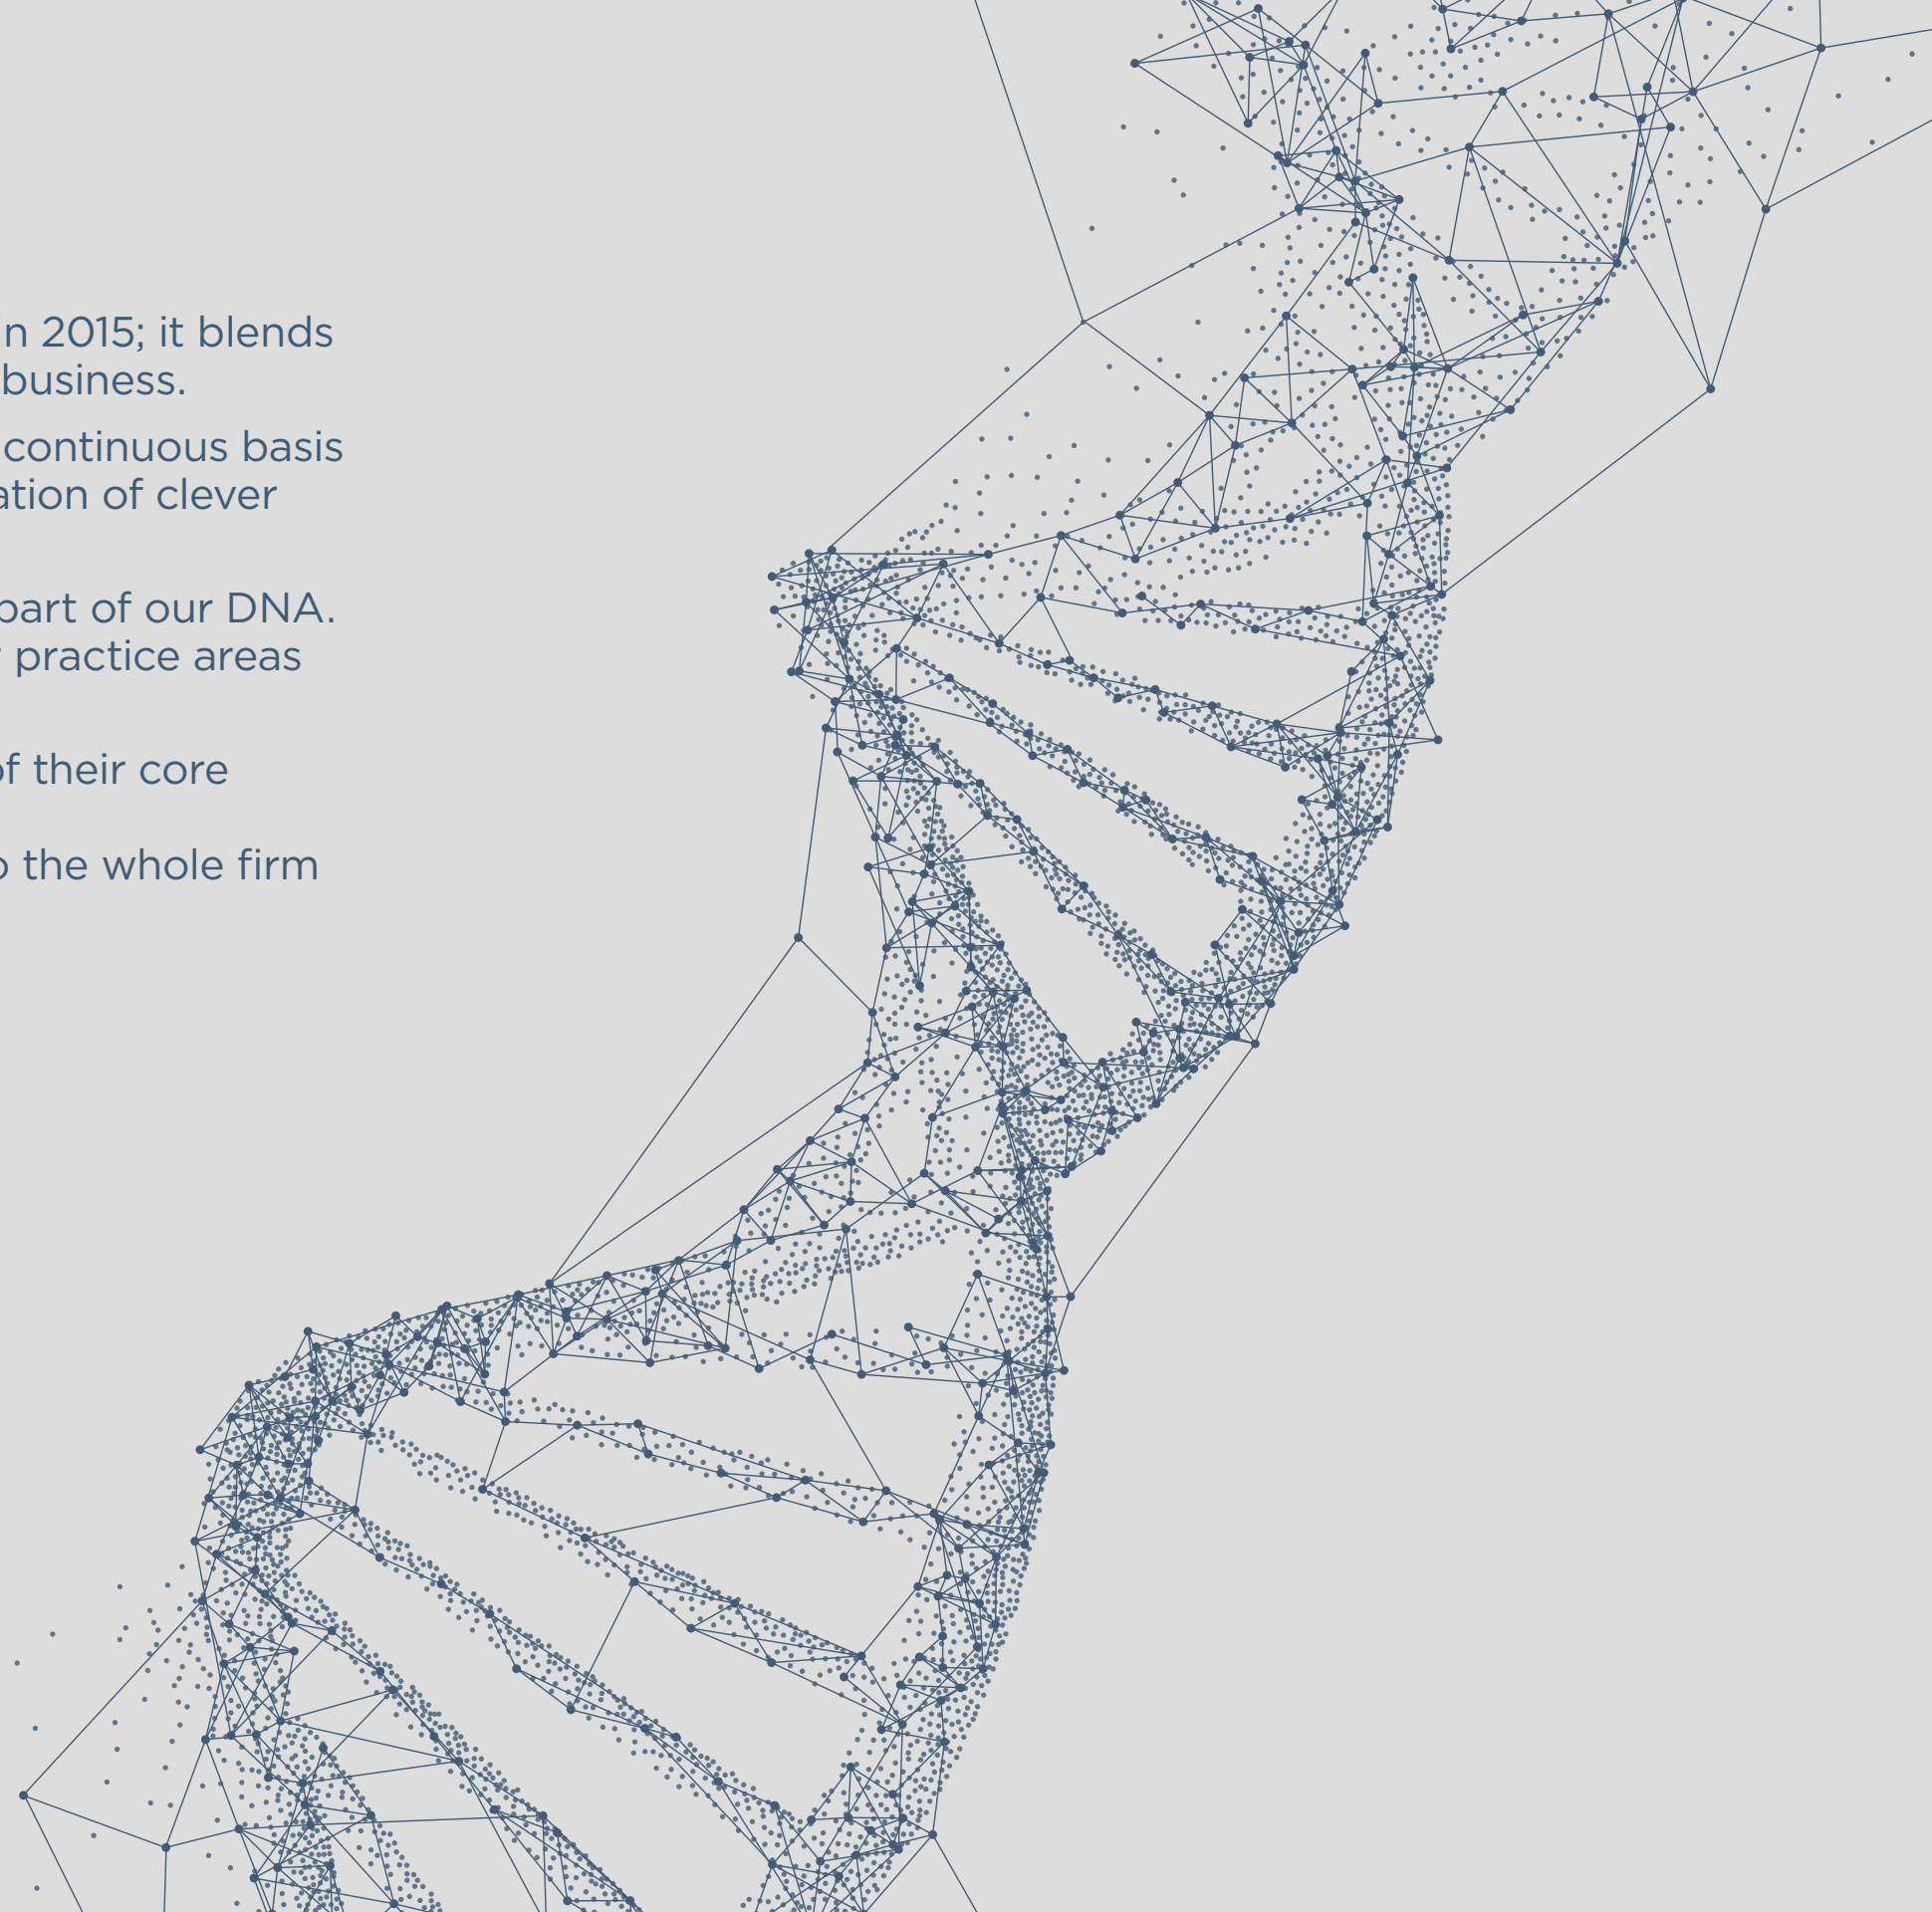 in 2015; it blends
business.
continuous basis
ation of clever
part of our DNA.
practice areas
of their core
the whole firm